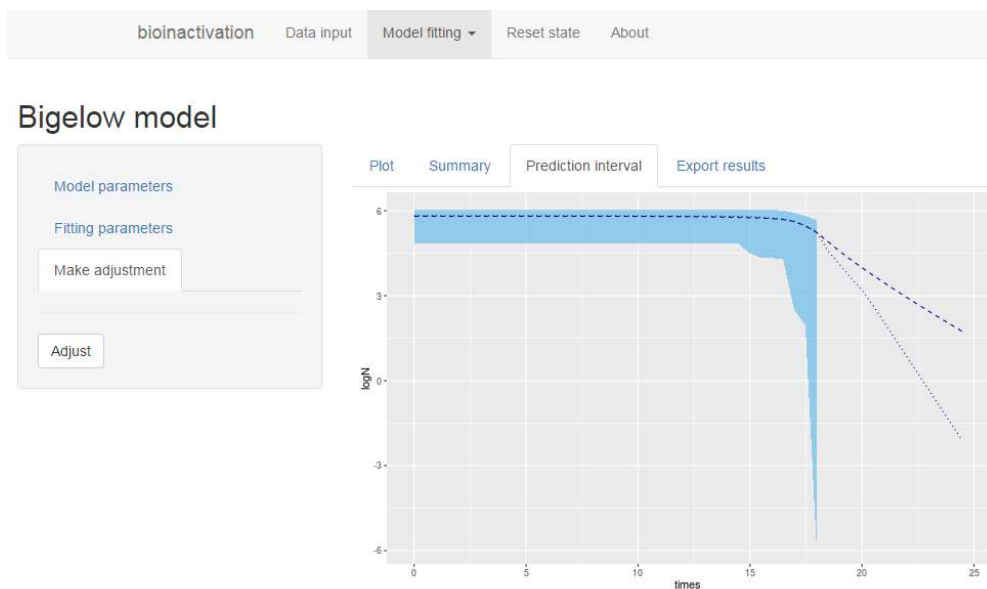 bioinactivation Data input Model fitting Reset state About
Bigelow model
Model parameters
Fitting parameters
Make adjustment
Adjust
Plot Summary Prediction interval Export results
6
3
0
-3
-6
logN
0 5 10 15 20 25
times